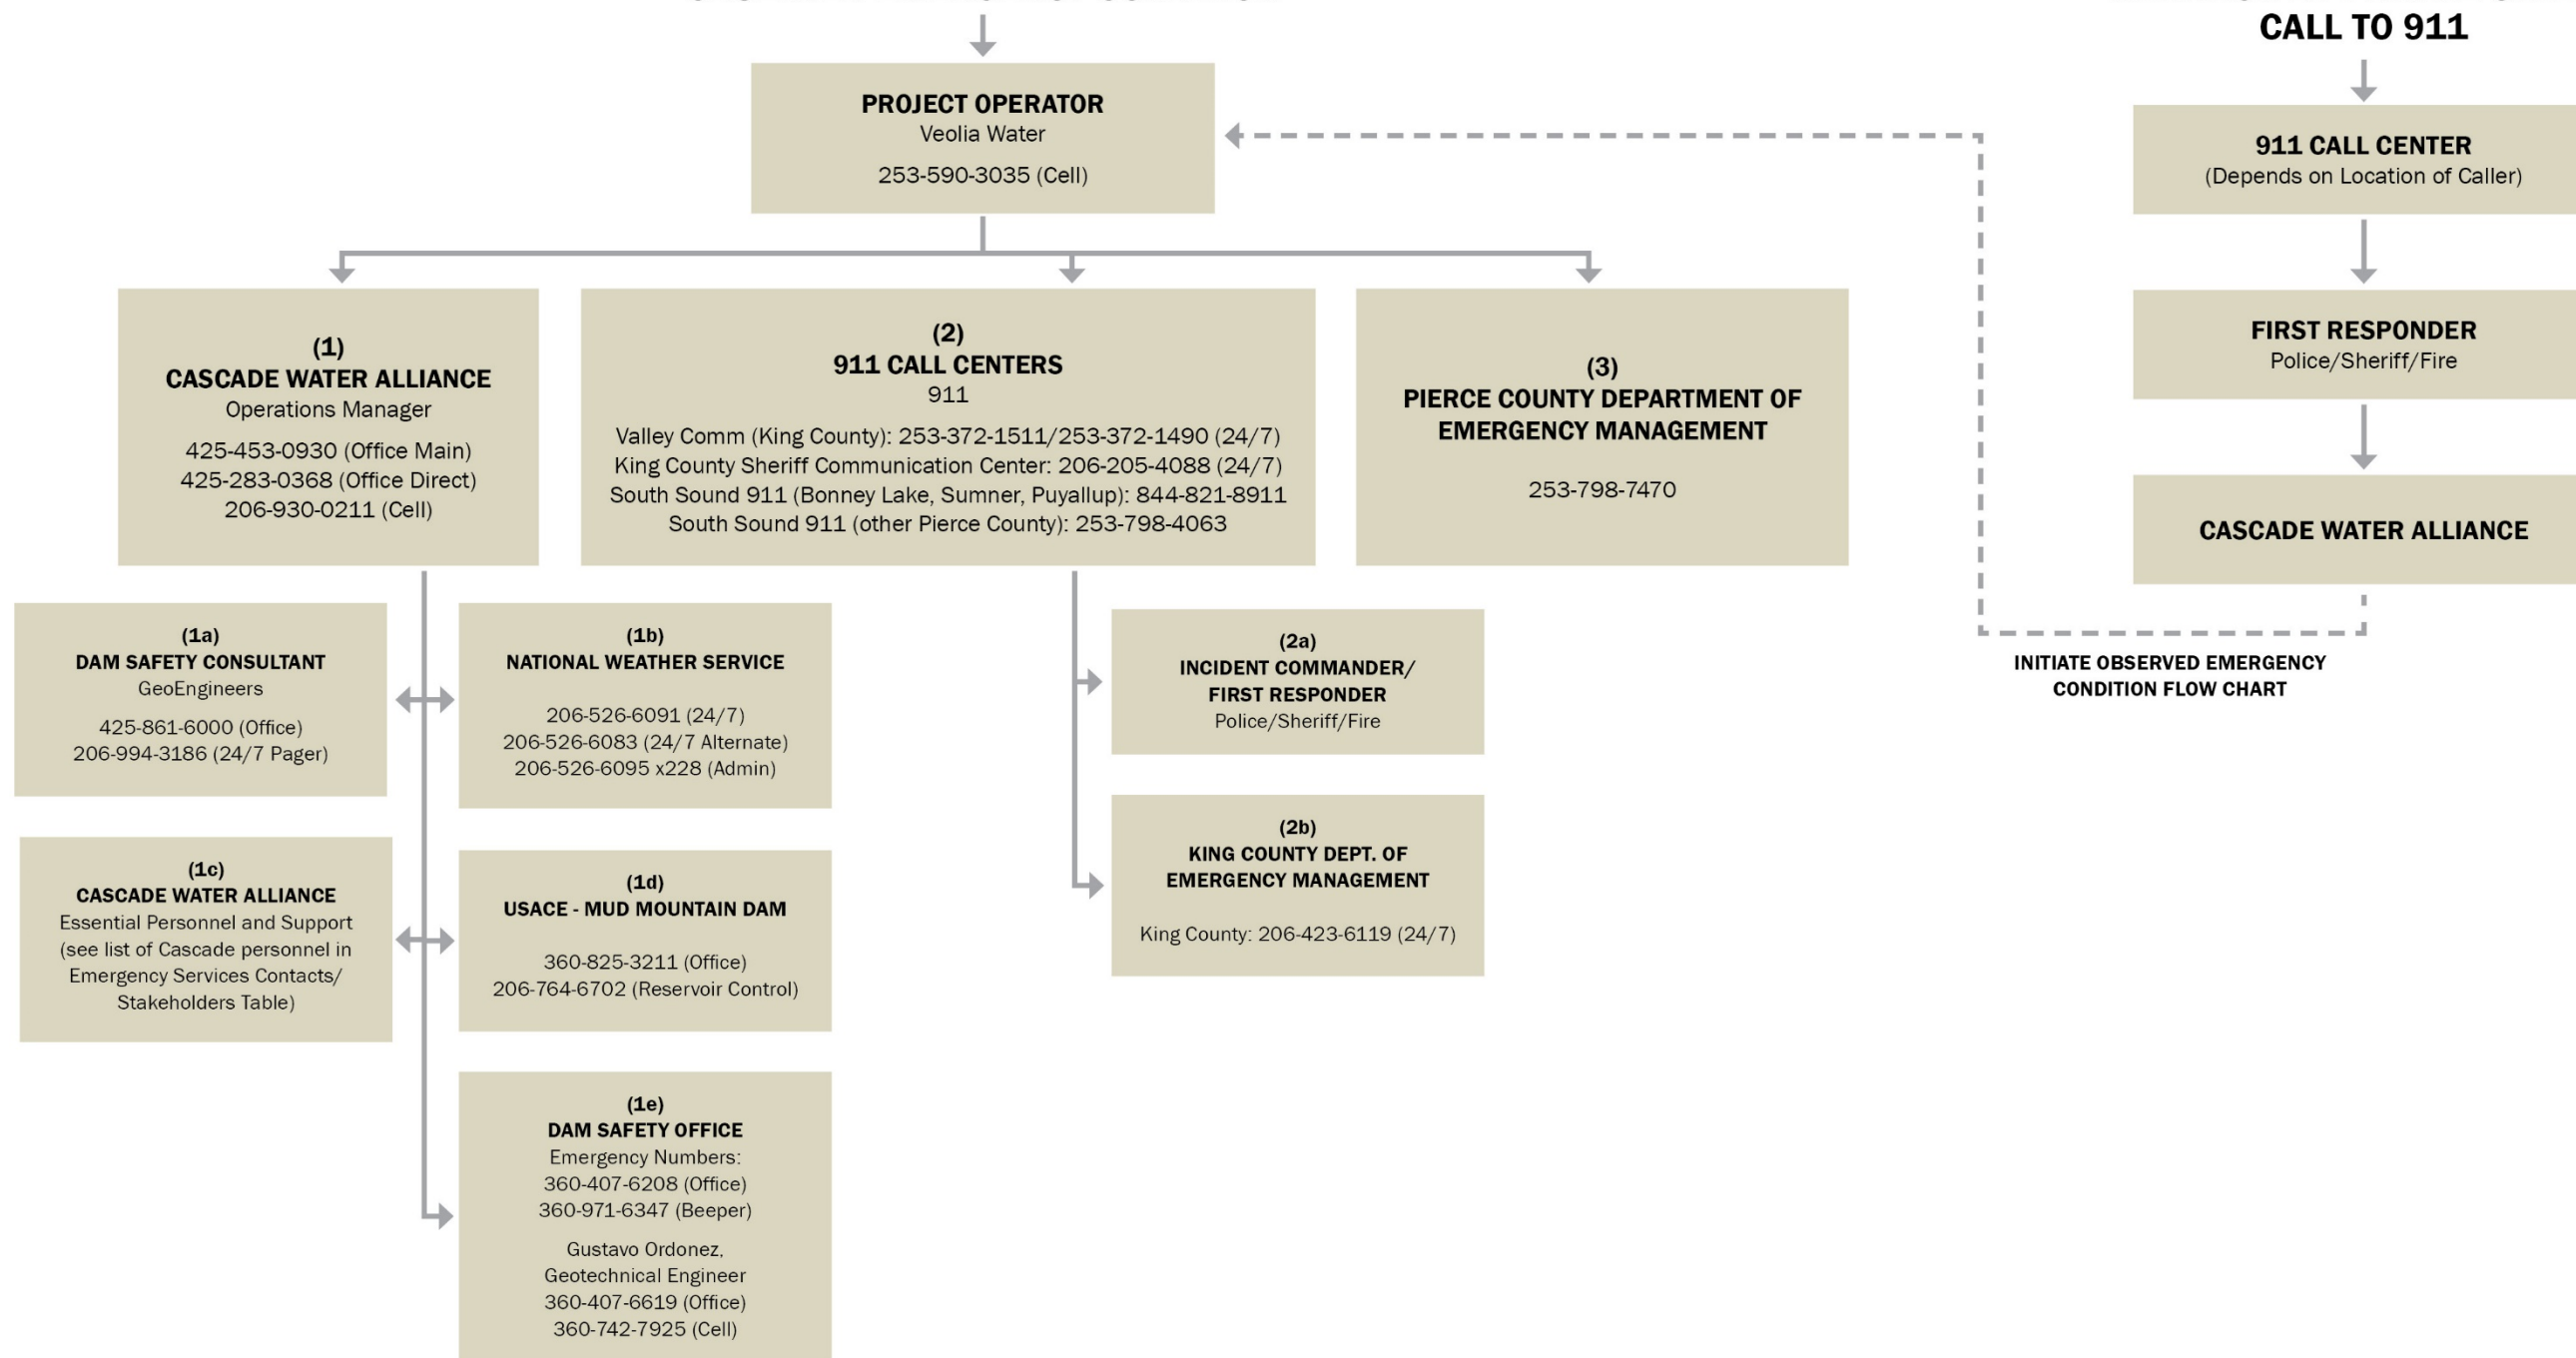 CALL TO 911
PROJECT OPERATOR
Veolia Water
253-590-3035 (Cell)
911 CALL CENTER
(Depends on Location of Caller)
(1)
CASCADE WATER ALLIANCE
Operations Manager
425-453-0930 (Office Main)
425-283-0368 (Office Direct)
206-930-0211 (Cell)
(2)
911 CALL CENTERS
911
Valley Comm (King County): 253-372-1511/253-372-1490 (24/7)
King County Sheriff Communication Center: 206-205-4088 (24/7)
South Sound 911 (Bonney Lake, Sumner, Puyallup): 844-821-8911
South Sound 911 (other Pierce County): 253-798-4063
(3)
PIERCE COUNTY DEPARTMENT OF
EMERGENCY MANAGEMENT
253-798-7470
FIRST RESPONDER
Police/Sheriff/Fire
CASCADE WATER ALLIANCE
INITIATE OBSERVED EMERGENCY
CONDITION FLOW CHART
(1a)
DAM SAFETY CONSULTANT
GeoEngineers
425-861-6000 (Office)
206-994-3186 (24/7 Pager)
(1b)
NATIONAL WEATHER SERVICE
206-526-6091 (24/7)
206-526-6083 (24/7 Alternate)
206-526-6095 x228 (Admin)
(2a)
INCIDENT COMMANDER/
FIRST RESPONDER
Police/Sheriff/Fire
(1c)
CASCADE WATER ALLIANCE
Essential Personnel and Support
(see list of Cascade personnel in
Emergency Services Contacts/
Stakeholders Table)
(1d)
USACE - MUD MOUNTAIN DAM
360-825-3211 (Office)
206-764-6702 (Reservoir Control)
(2b)
KING COUNTY DEPT. OF
EMERGENCY MANAGEMENT
King County: 206-423-6119 (24/7)
(1e)
DAM SAFETY OFFICE
Emergency Numbers:
360-407-6208 (Office)
360-971-6347 (Beeper)
Gustavo Ordonez,
Geotechnical Engineer
360-407-6619 (Office)
360-742-7925 (Cell)